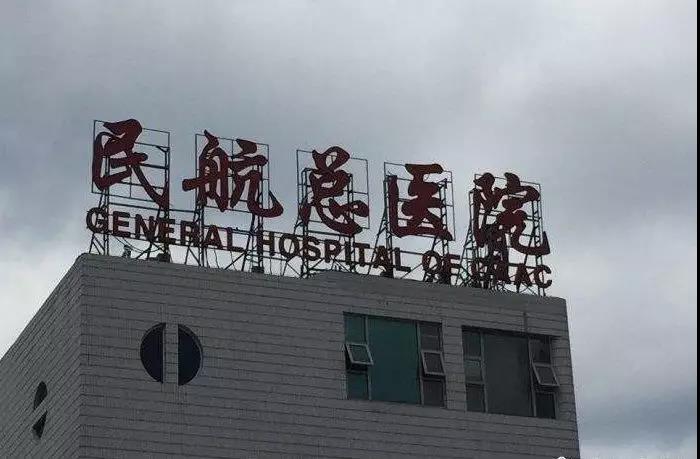 民航总医院
GENERAL HOSPITAL OF CAAC